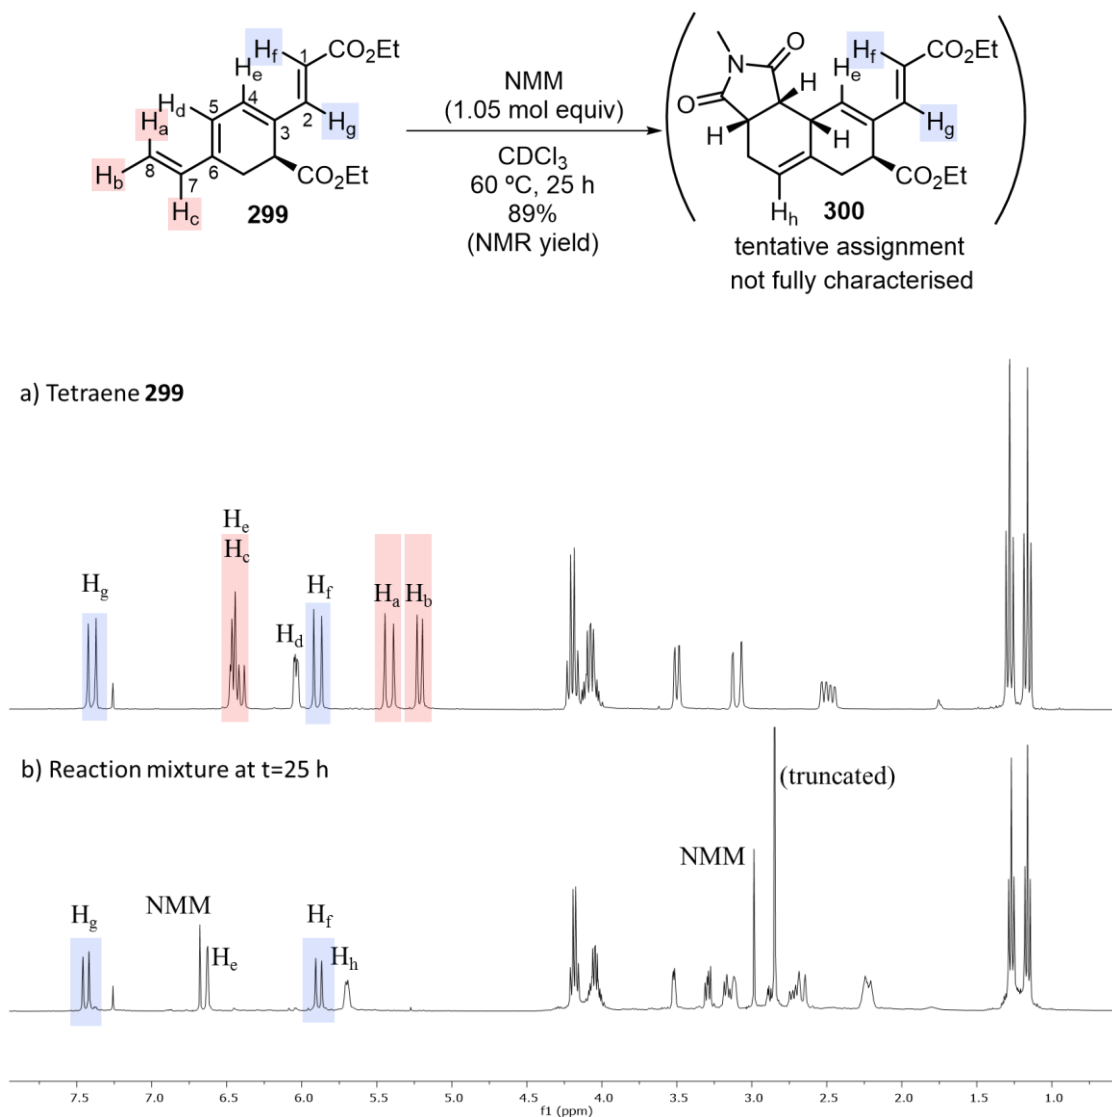 Hf 1 CO2Et
He
Hd 5 4 2
Ha 3 Hg
Hb 8 6
7 CO2Et
Hc 299
NMM
(1.05 mol equiv)
CDCl3
60 ºC, 25 h
89%
(NMR yield)
N O O
H H H
He Hf CO2Et
Hg
CO2Et
Hh 300
tentative assignment
not fully characterised
a) Tetraene 299
Hg
He
Hc
Hd
Hf
Ha Hb
b) Reaction mixture at t=25 h
(truncated)
NMM
Hg
NMM
He
Hf
Hh
7.5 7.0 6.5 6.0 5.5 5.0 4.5 4.0 3.5 3.0 2.5 2.0 1.5 1.0
f1 (ppm)